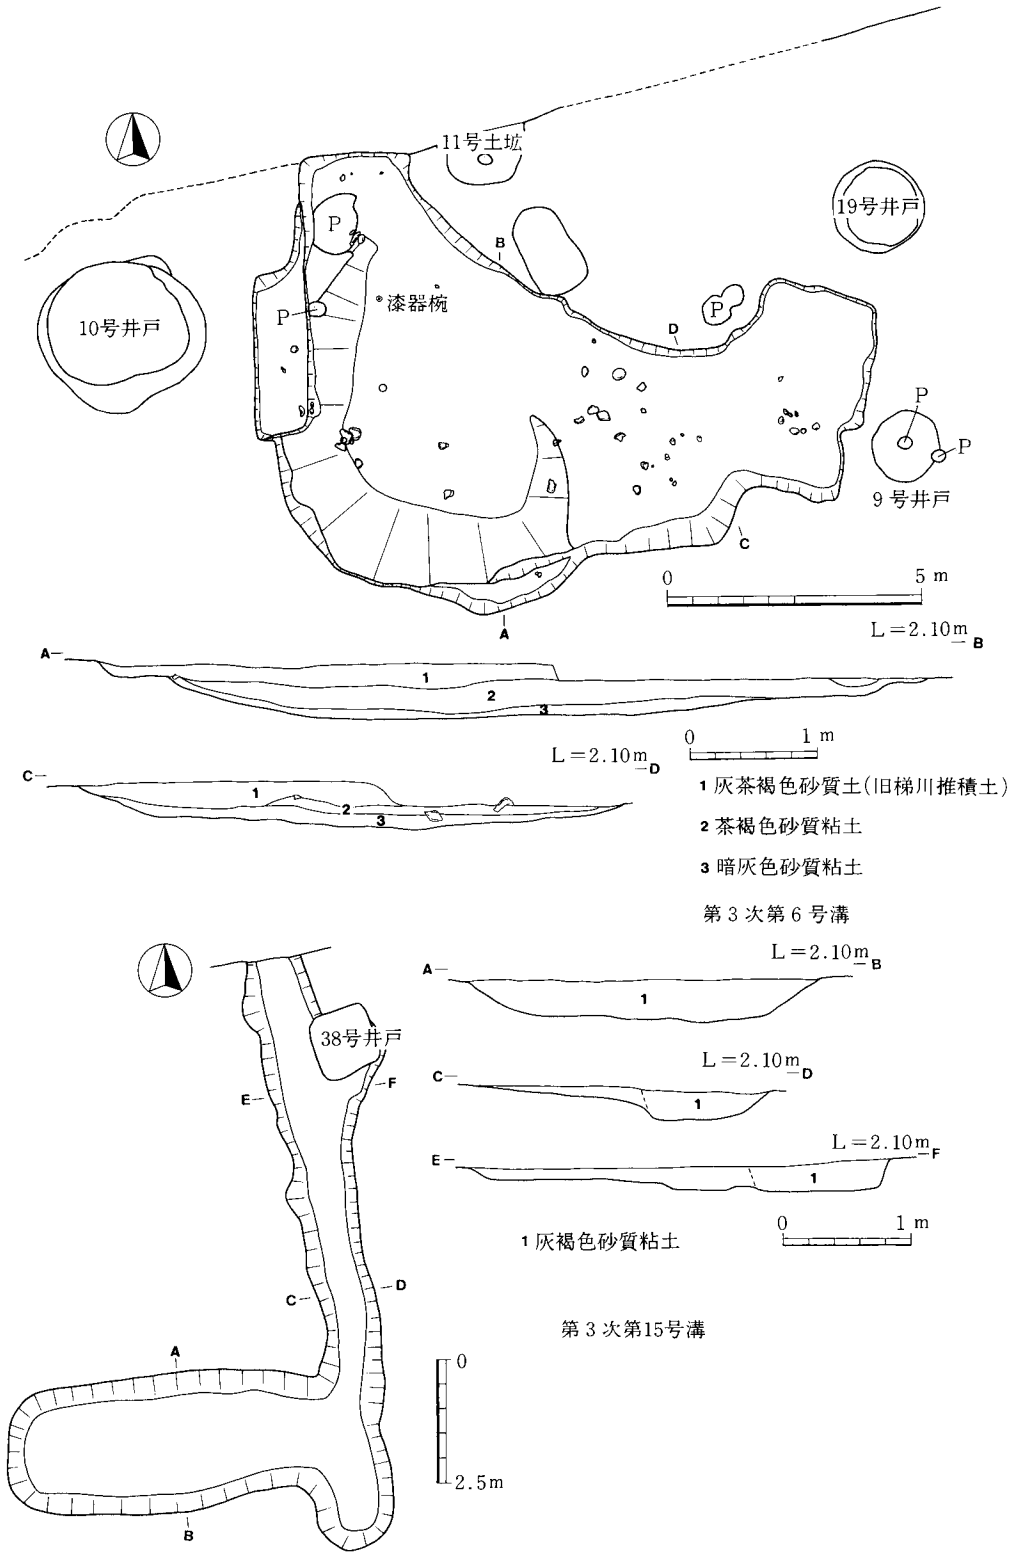 11号土坑
19号井戸
P
B
漆器椀
P
10号井戸
D
P
P
P
9号井戸
C
0 5m
A
L=2.10m
A B
1
2
3
L=2.10m
C D
0 1m
1
2
3
1 灰茶褐色砂質土(旧梯川推積土)
2 茶褐色砂質粘土
3 暗灰色砂質粘土
第3次第6号溝
L=2.10m
A B
1
38号井戸
F
E
L=2.10m
C D
1
L=2.10m
E F
1
0 1m
1 灰褐色砂質粘土
D
C
第3次第15号溝
A
0
2.5m
B